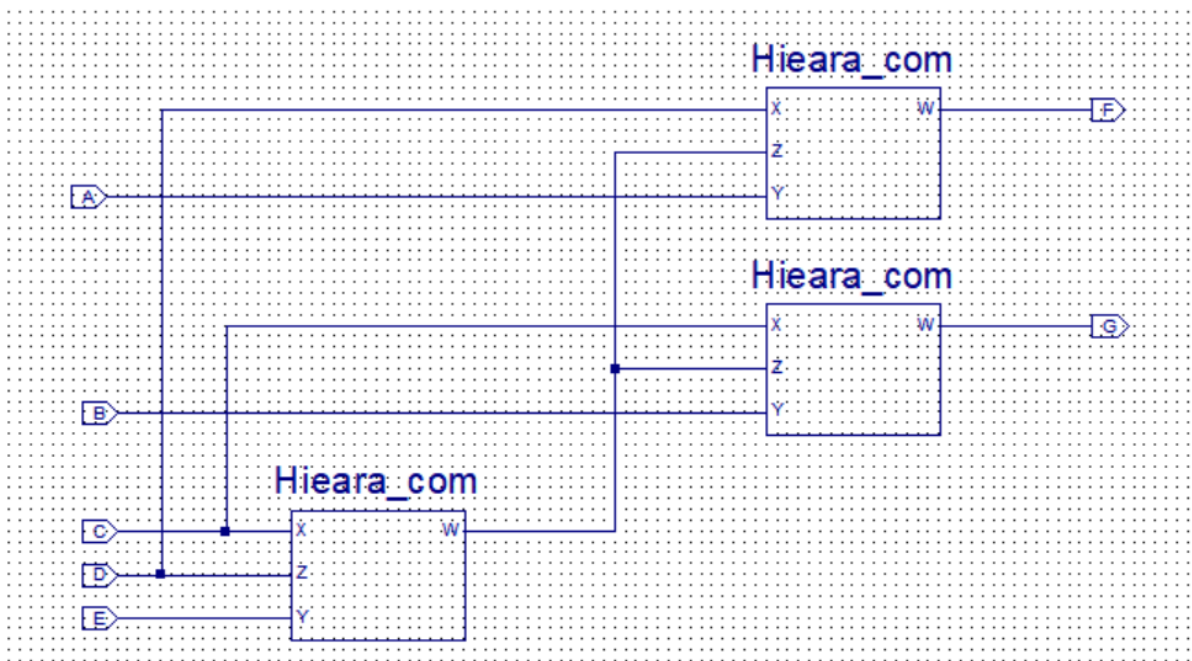 Hieara_com
X W F
Z
A Y
Hieara_com
X W G
Z
B Y
Hieara_com
C X W
D Z
E Y